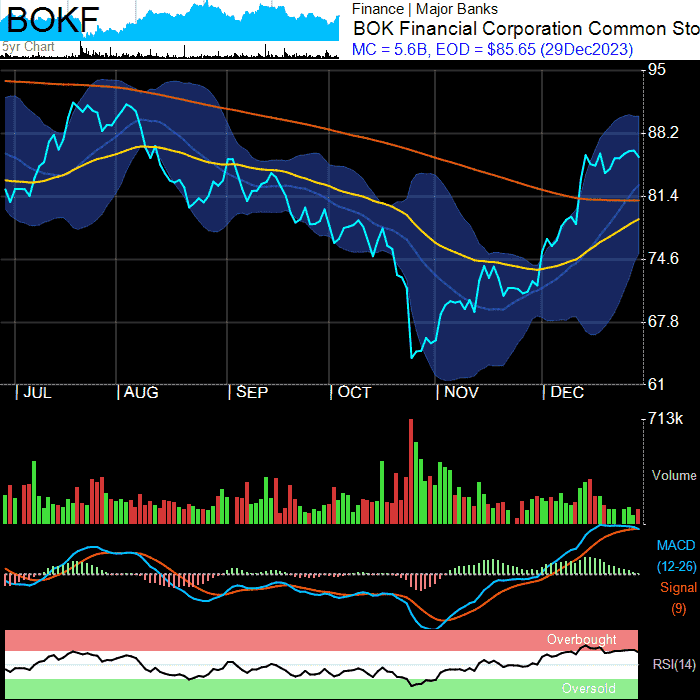 BOKF
5yr Chart
Finance | Major Banks
BOK Financial Corporation Common Sto
MC = 5.6B, EOD = $85.65 (29Dec2023)
95
88.2
81.4
74.6
67.8
61
JUL AUG SEP OCT NOV DEC
713k
Volume
MACD
(12-26)
Signal
(9)
Overbought
RSI(14)
Oversold